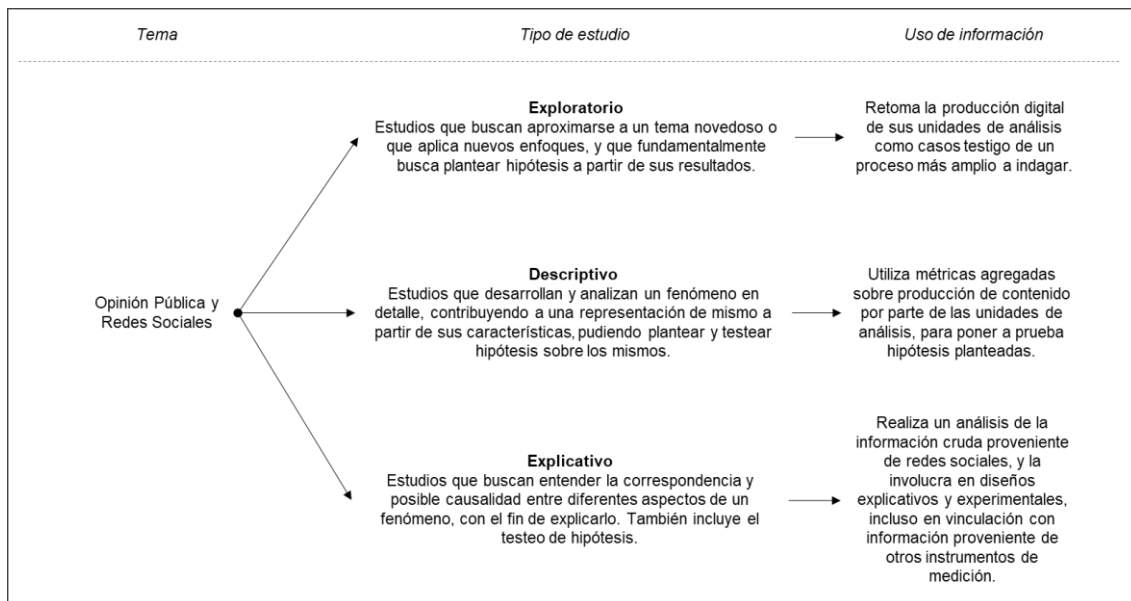 Tema
Tipo de estudio
Uso de información
Opinión Pública y
Redes Sociales
Exploratorio
Estudios que buscan aproximarse a un tema novedoso o
que aplica nuevos enfoques, y que fundamentalmente
busca plantear hipótesis a partir de sus resultados.
Retoma la producción digital
de sus unidades de análisis
como casos testigo de un
proceso más amplio a indagar.
Descriptivo
Estudios que desarrollan y analizan un fenómeno en
detalle, contribuyendo a una representación de mismo a
partir de sus características, pudiendo plantear y testear
hipótesis sobre los mismos.
Utiliza métricas agregadas
sobre producción de contenido
por parte de las unidades de
análisis, para poner a prueba
hipótesis planteadas.
Explicativo
Estudios que buscan entender la correspondencia y
posible causalidad entre diferentes aspectos de un
fenómeno, con el fin de explicarlo. También incluye el
testeo de hipótesis.
Realiza un análisis de la
información cruda proveniente
de redes sociales, y la
involucra en diseños
explicativos y experimentales,
incluso en vinculación con
información proveniente de
otros instrumentos de
medición.